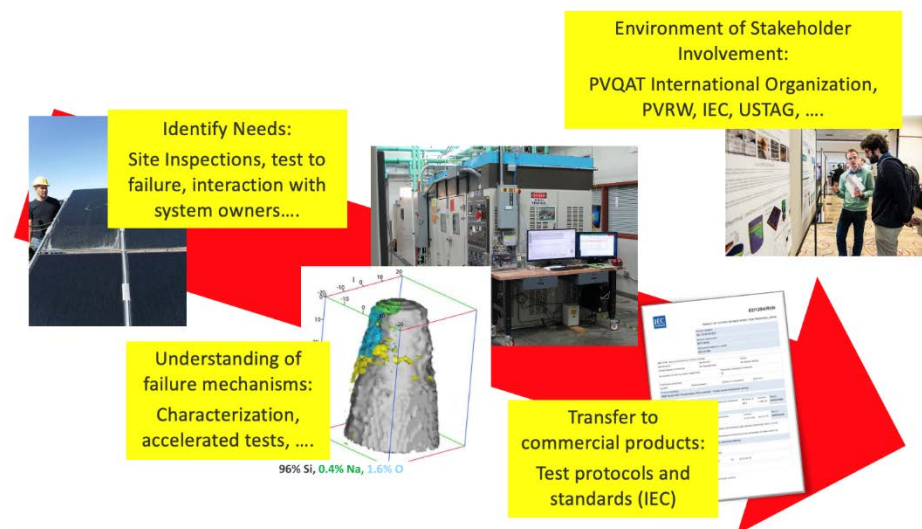 Environment of Stakeholder
Involvement:
PVQAT International Organization,
PVRW, IEC, USTAG, ....
Identify Needs:
Site Inspections, test to
failure, interaction with
system owners....
Understanding of
failure mechanisms:
Characterization,
accelerated tests, ....
96% Si, 0.4% Na, 1.6% O
IEC
Transfer to
commercial products:
Test protocols and
standards (IEC)